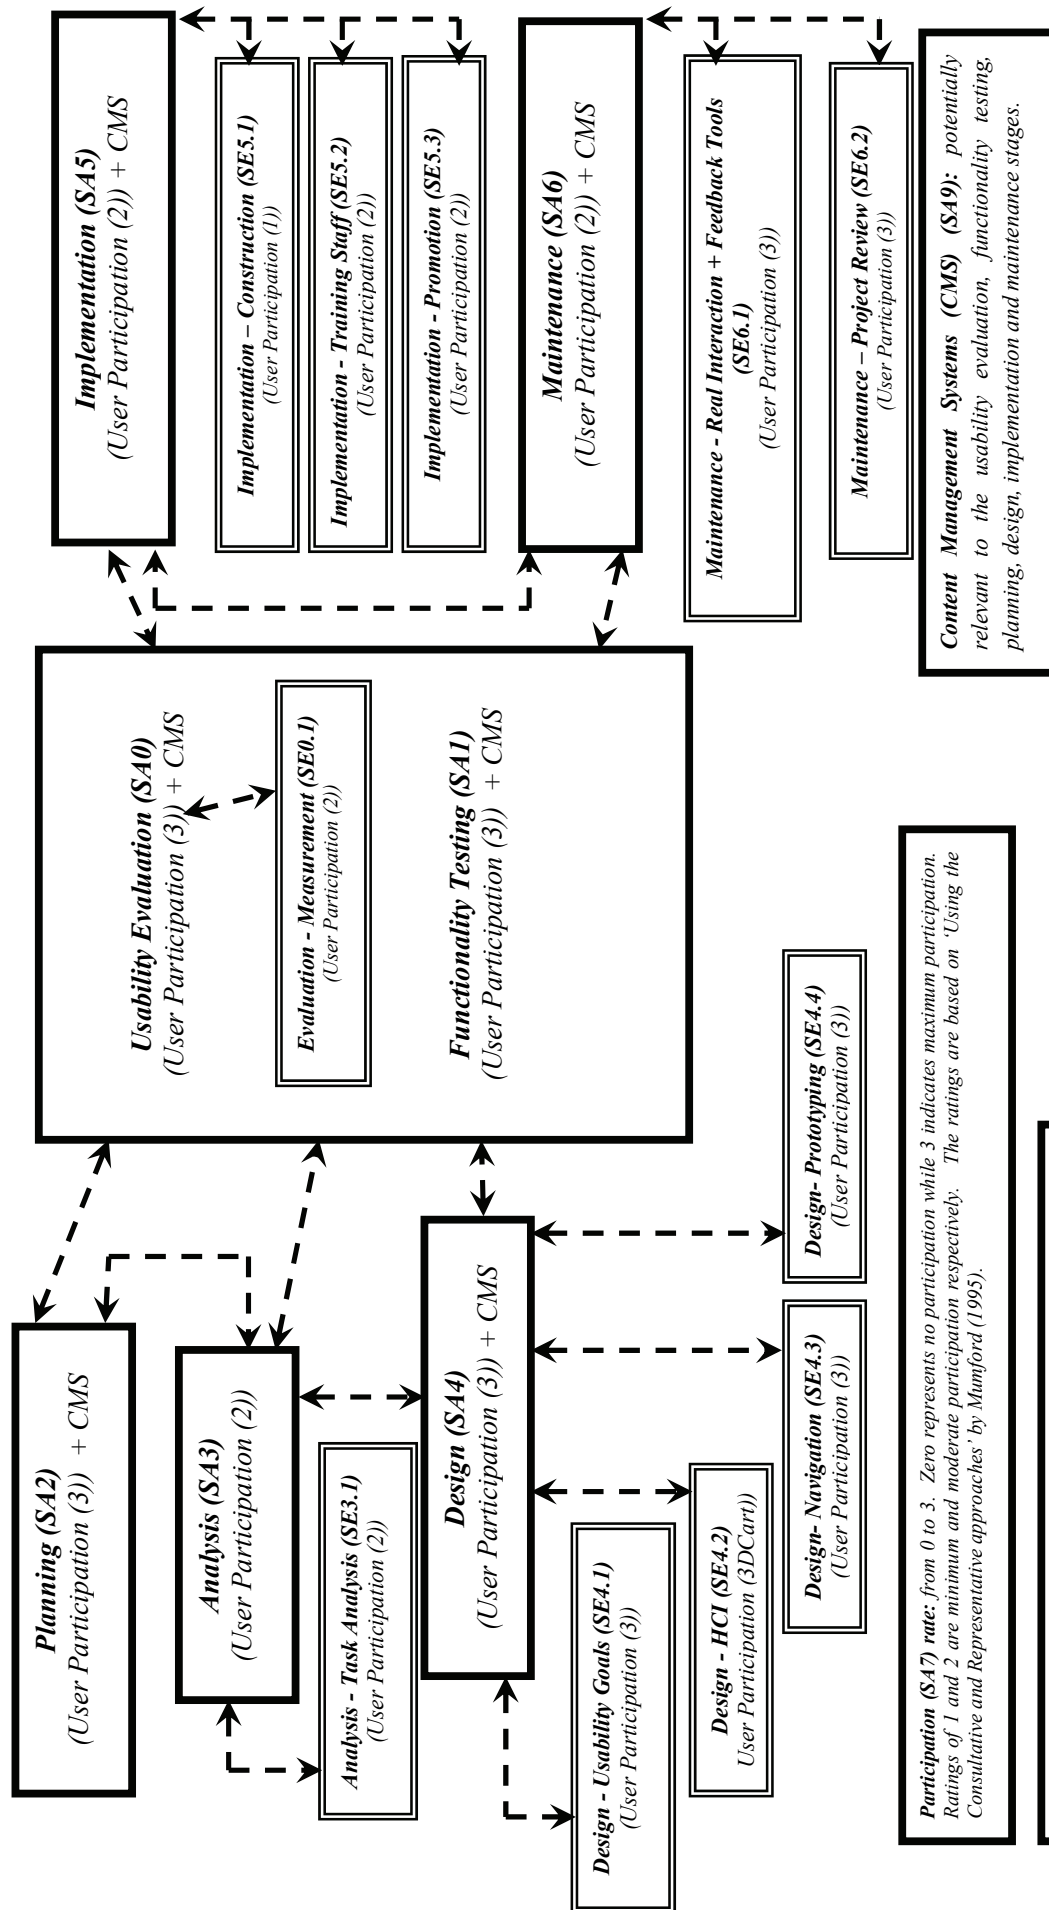 Planning (SA2)
(User Participation (3)) + CMS
Analysis (SA3)
(User Participation (2))
Analysis - Task Analysis (SE3.1)
(User Participation (2))
Design (SA4)
(User Participation (3)) + CMS
Design - Usability Goals (SE4.1)
(User Participation (3))
Design - HCI (SE4.2)
User Participation (3DCart))
Design- Navigation (SE4.3)
(User Participation (3))
Design- Prototyping (SE4.4)
(User Participation (3))
Usability Evaluation (SA0)
(User Participation (3)) + CMS
Evaluation - Measurement (SE0.1)
(User Participation (2))
Functionality Testing (SA1)
(User Participation (3)) + CMS
Implementation (SA5)
(User Participation (2)) + CMS
Implementation – Construction (SE5.1)
(User Participation (1))
Implementation - Training Staff (SE5.2)
(User Participation (2))
Implementation - Promotion (SE5.3)
(User Participation (2))
Maintenance (SA6)
(User Participation (2)) + CMS
Maintenance - Real Interaction + Feedback Tools
(SE6.1)
(User Participation (3))
Maintenance – Project Review (SE6.2)
(User Participation (3))
Participation (SA7) rate: from 0 to 3. Zero represents no participation while 3 indicates maximum participation.
Ratings of 1 and 2 are minimum and moderate participation respectively. The ratings are based on ‘Using the
Consultative and Representative approaches’ by Mumford (1995).
Content Management Systems (CMS) (SA9): potentially
relevant to the usability evaluation, functionality testing,
planning, design, implementation and maintenance stages.